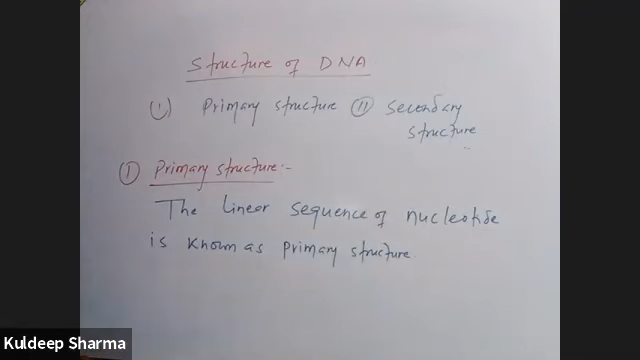 Structure of DNA
(I) Primary structure (II) Secondary
structure
(I) Primary structure:-
The linear sequence of nucleotide
is known as primary structure.
Kuldeep Sharma